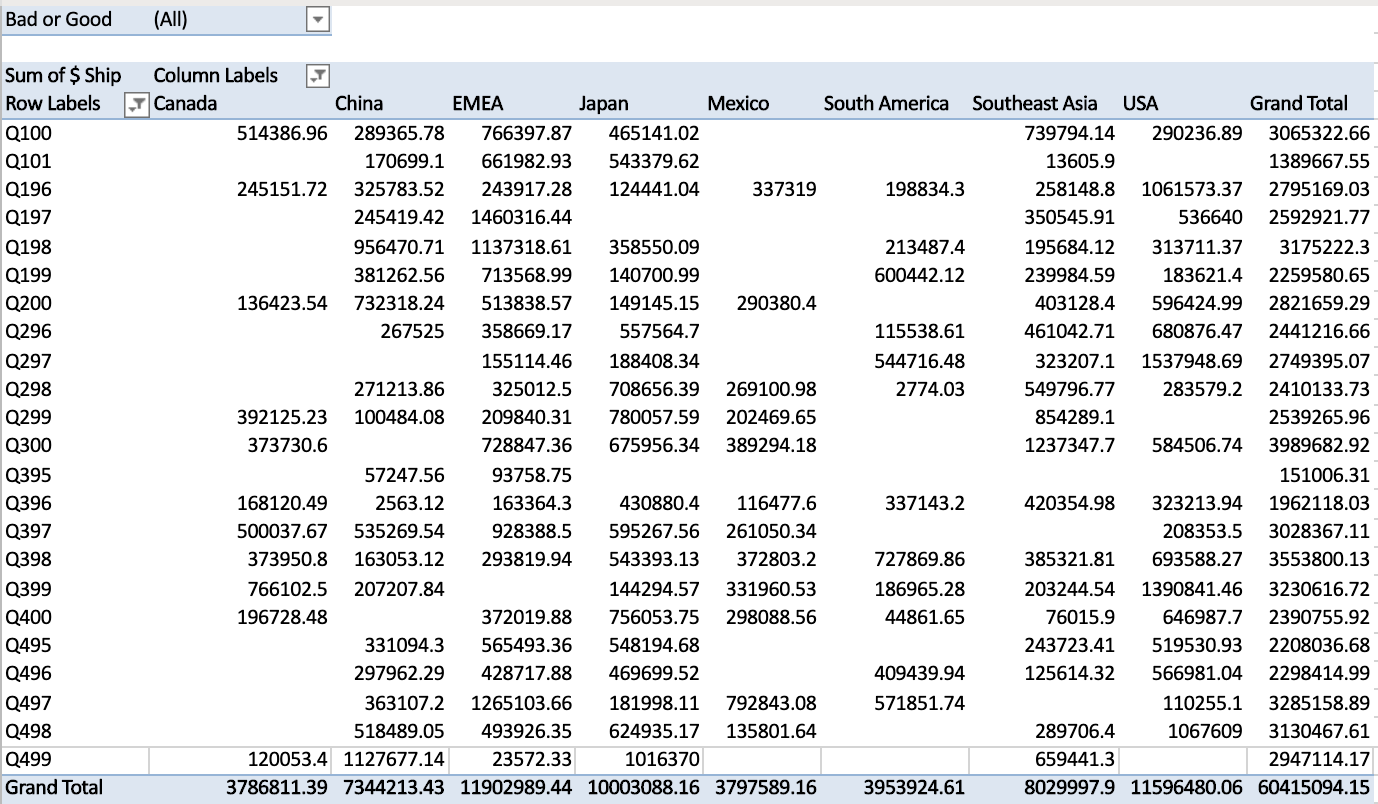 Bad or Good (All)
Sum of $ Ship Column Labels
Row Labels Canada China EMEA Japan Mexico South America Southeast Asia USA Grand Total
Q100 514386.96 289365.78 766397.87 465141.02 739794.14 290236.89 3065322.66
Q101 170699.1 661982.93 543379.62 13605.9 1389667.55
Q196 245151.72 325783.52 243917.28 124441.04 337319 198834.3 258148.8 1061573.37 2795169.03
Q197 245419.42 1460316.44 350545.91 536640 2592921.77
Q198 956470.71 1137318.61 358550.09 213487.4 195684.12 313711.37 3175222.3
Q199 381262.56 713568.99 140700.99 600442.12 239984.59 183621.4 2259580.65
Q200 136423.54 732318.24 513838.57 149145.15 290380.4 403128.4 596424.99 2821659.29
Q296 267525 358669.17 557564.7 115538.61 461042.71 680876.47 2441216.66
Q297 155114.46 188408.34 544716.48 323207.1 1537948.69 2749395.07
Q298 271213.86 325012.5 708656.39 269100.98 2774.03 549796.77 283579.2 2410133.73
Q299 392125.23 100484.08 209840.31 780057.59 202469.65 854289.1 2539265.96
Q300 373730.6 728847.36 675956.34 389294.18 1237347.7 584506.74 3989682.92
Q395 57247.56 93758.75 151006.31
Q396 168120.49 2563.12 163364.3 430880.4 116477.6 337143.2 420354.98 323213.94 1962118.03
Q397 500037.67 535269.54 928388.5 595267.56 261050.34 208353.5 3028367.11
Q398 373950.8 163053.12 293819.94 543393.13 372803.2 727869.86 385321.81 693588.27 3553800.13
Q399 766102.5 207207.84 144294.57 331960.53 186965.28 203244.54 1390841.46 3230616.72
Q400 196728.48 372019.88 756053.75 298088.56 44861.65 76015.9 646987.7 2390755.92
Q495 331094.3 565493.36 548194.68 243723.41 519530.93 2208036.68
Q496 297962.29 428717.88 469699.52 409439.94 125614.32 566981.04 2298414.99
Q497 363107.2 1265103.66 181998.11 792843.08 571851.74 110255.1 3285158.89
Q498 518489.05 493926.35 624935.17 135801.64 289706.4 1067609 3130467.61
Q499 120053.4 1127677.14 23572.33 1016370 659441.3 2947114.17
Grand Total 3786811.39 7344213.43 11902989.44 10003088.16 3797589.16 3953924.61 8029997.9 11596480.06 60415094.15